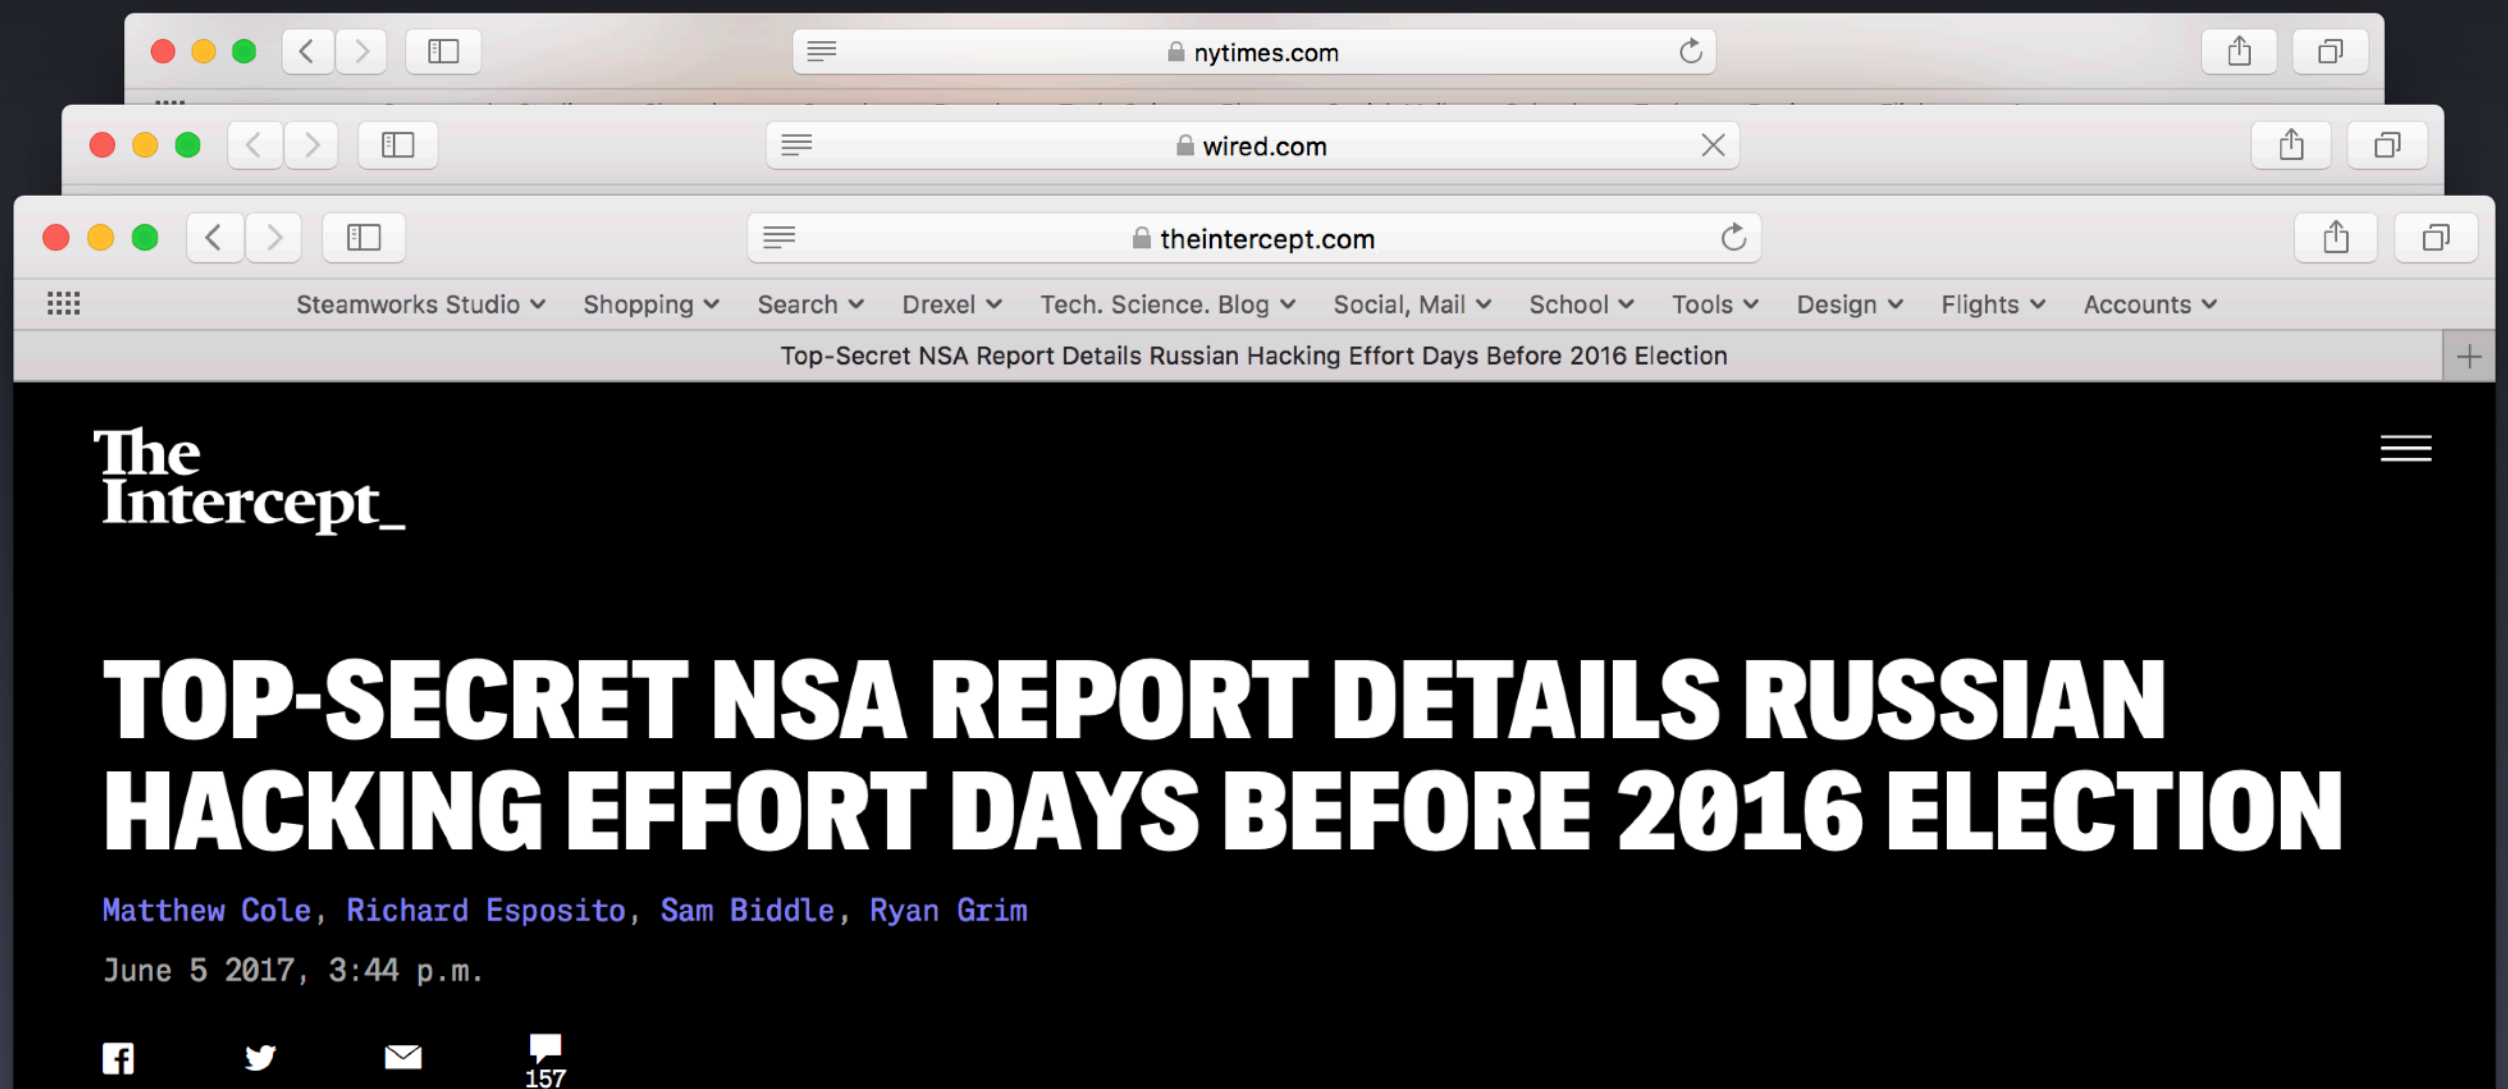 nytimes.com
wired.com
theintercept.com
Steamworks Studio Shopping Search Drexel Tech. Science. Blog Social, Mail School Tools Design Flights Accounts
Top-Secret NSA Report Details Russian Hacking Effort Days Before 2016 Election
The
Intercept_
TOP-SECRET NSA REPORT DETAILS RUSSIAN
HACKING EFFORT DAYS BEFORE 2016 ELECTION
Matthew Cole, Richard Esposito, Sam Biddle, Ryan Grim
June 5 2017, 3:44 p.m.
157